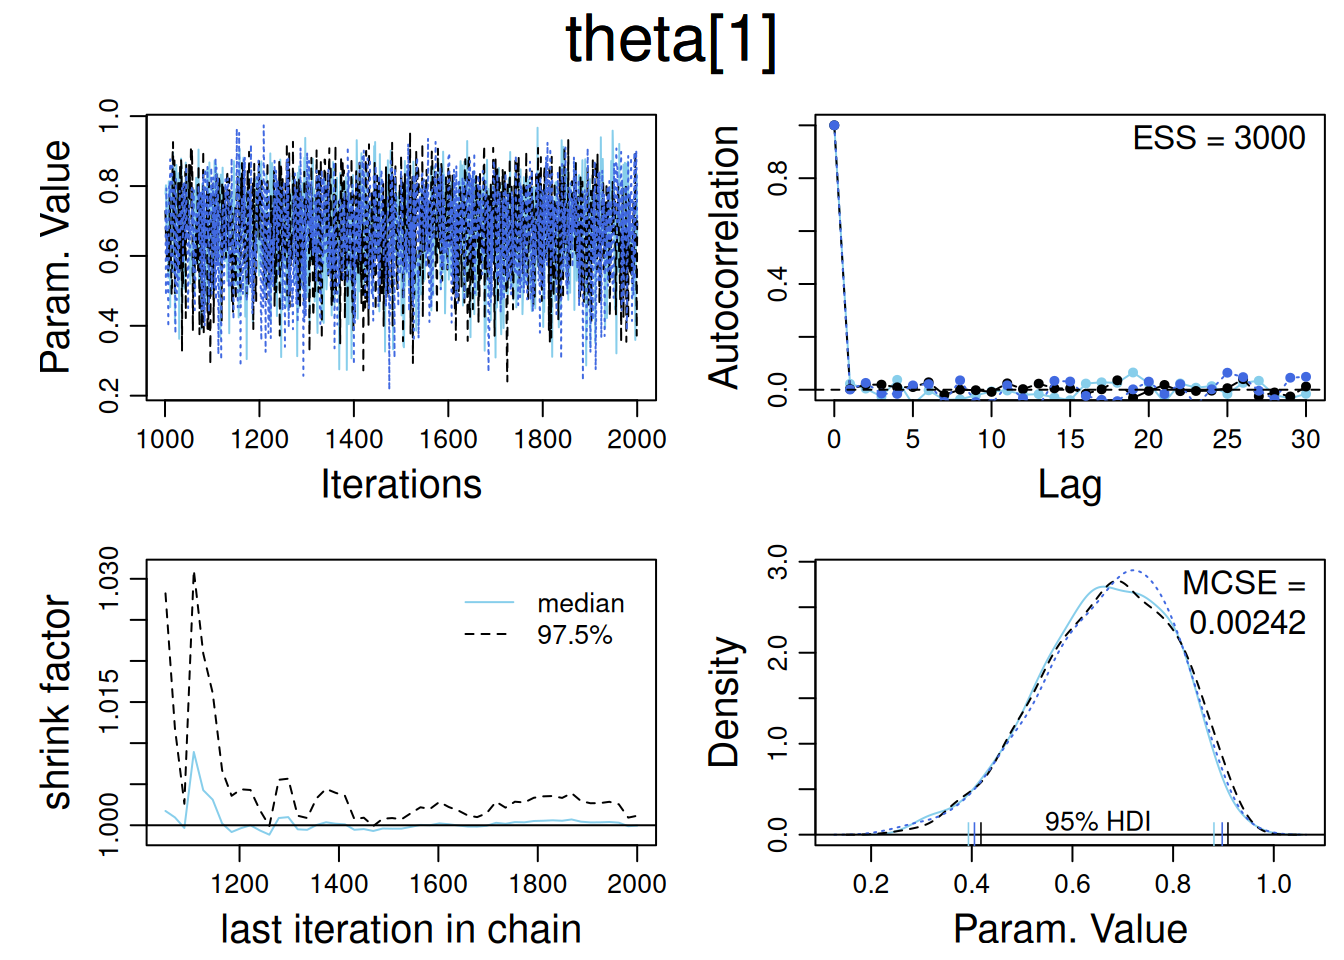 theta[1]
Param. Value
1.0
0.8
0.6
0.4
0.2
1000 1200 1400 1600 1800 2000
Iterations
Autocorrelation
0.8
0.4
0.0
ESS = 3000
0 5 10 15 20 25 30
Lag
shrink factor
1.030
1.015
1.000
median
97.5%
1200 1400 1600 1800 2000
last iteration in chain
Density
3.0
2.0
1.0
0.0
MCSE =
0.00242
95% HDI
0.2 0.4 0.6 0.8 1.0
Param. Value